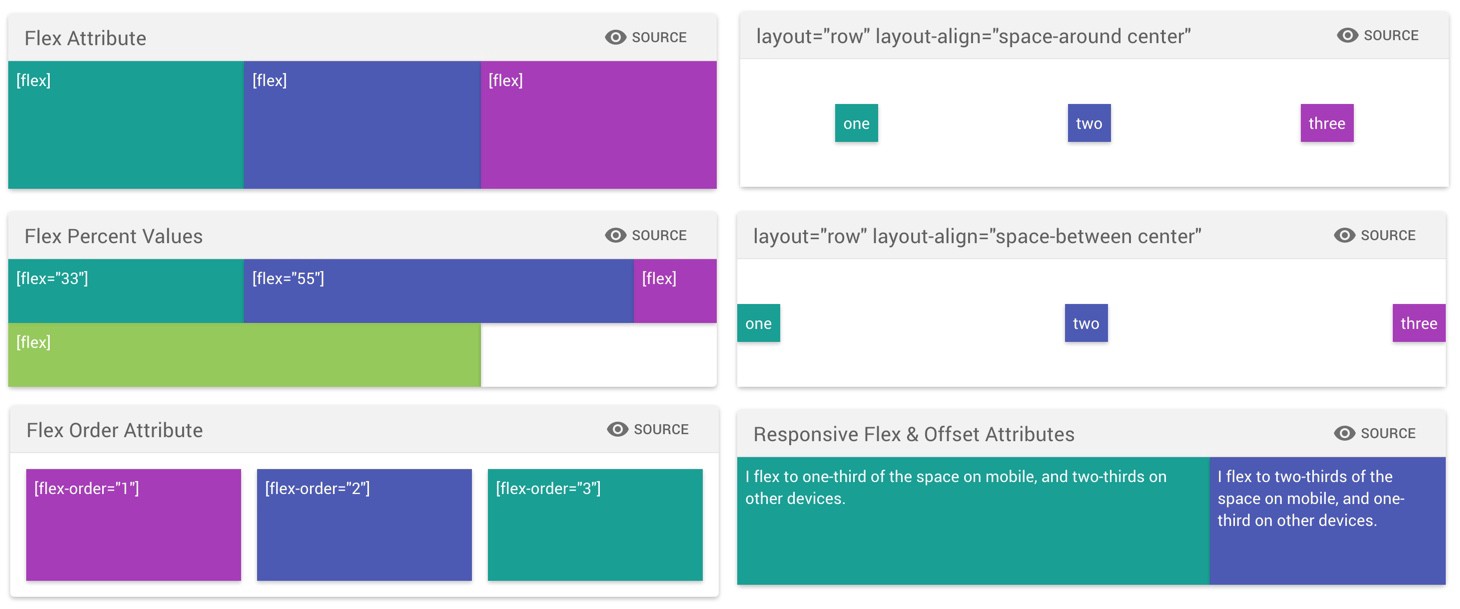 Flex Attribute
SOURCE
[flex]
[flex]
[flex]
layout="row" layout-align="space-around center"
SOURCE
one
two
three
Flex Percent Values
SOURCE
[flex="33"]
[flex="55"]
[flex]
[flex]
layout="row" layout-align="space-between center"
SOURCE
one
two
three
Flex Order Attribute
SOURCE
[flex-order="1"]
[flex-order="2"]
[flex-order="3"]
Responsive Flex & Offset Attributes
SOURCE
I flex to one-third of the space on mobile, and two-thirds on
other devices.
I flex to two-thirds of the
space on mobile, and one-
third on other devices.